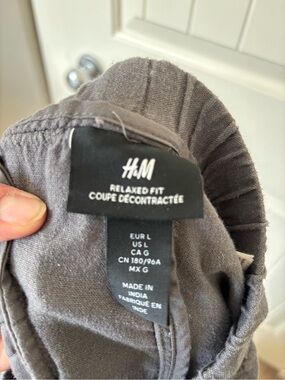 H&M
RELAXED FIT
COUPE DÉCONTRACTÉE
EUR L
US L
CA G
CN 180/96A
MX G
MADE IN
INDIA
FABRIQUÉ EN
INDE